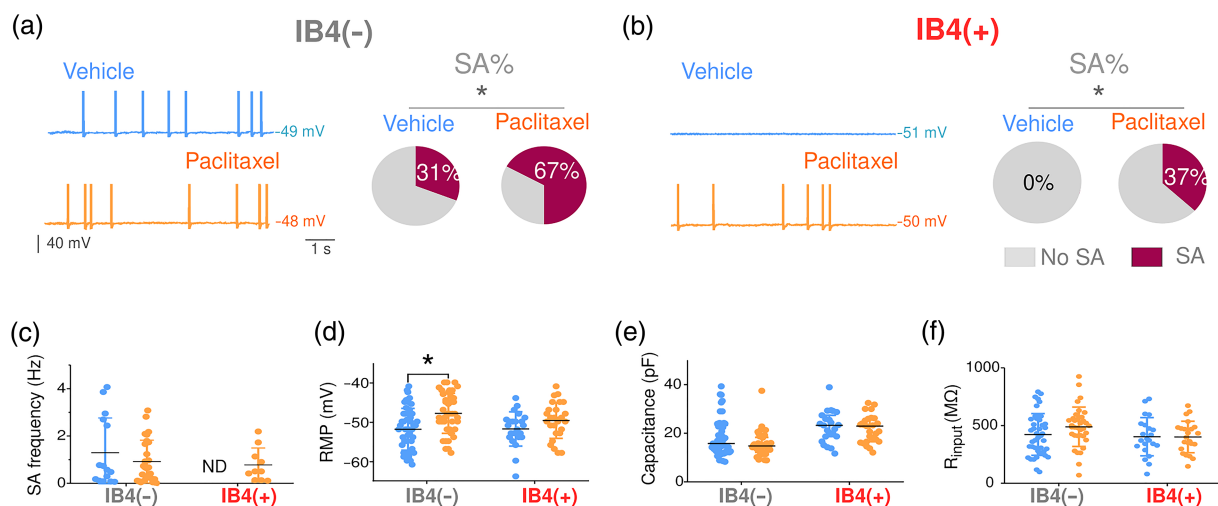 (a)
IB4(-)
Vehicle
-49 mV
Paclitaxel
-48 mV
40 mV
1 s
SA%
*
Vehicle
Paclitaxel
31%
67%
(b)
IB4(+)
Vehicle
-51 mV
Paclitaxel
-50 mV
SA%
*
Vehicle
Paclitaxel
0%
37%
No SA
SA
(c)
SA frequency (Hz)
4
2
0
ND
IB4(-)
IB4(+)
(d)
RMP (mV)
−40
−50
−60
*
IB4(-)
IB4(+)
(e)
Capacitance (pF)
40
20
0
IB4(-)
IB4(+)
(f)
Rinput (MΩ)
1000
500
0
IB4(-)
IB4(+)